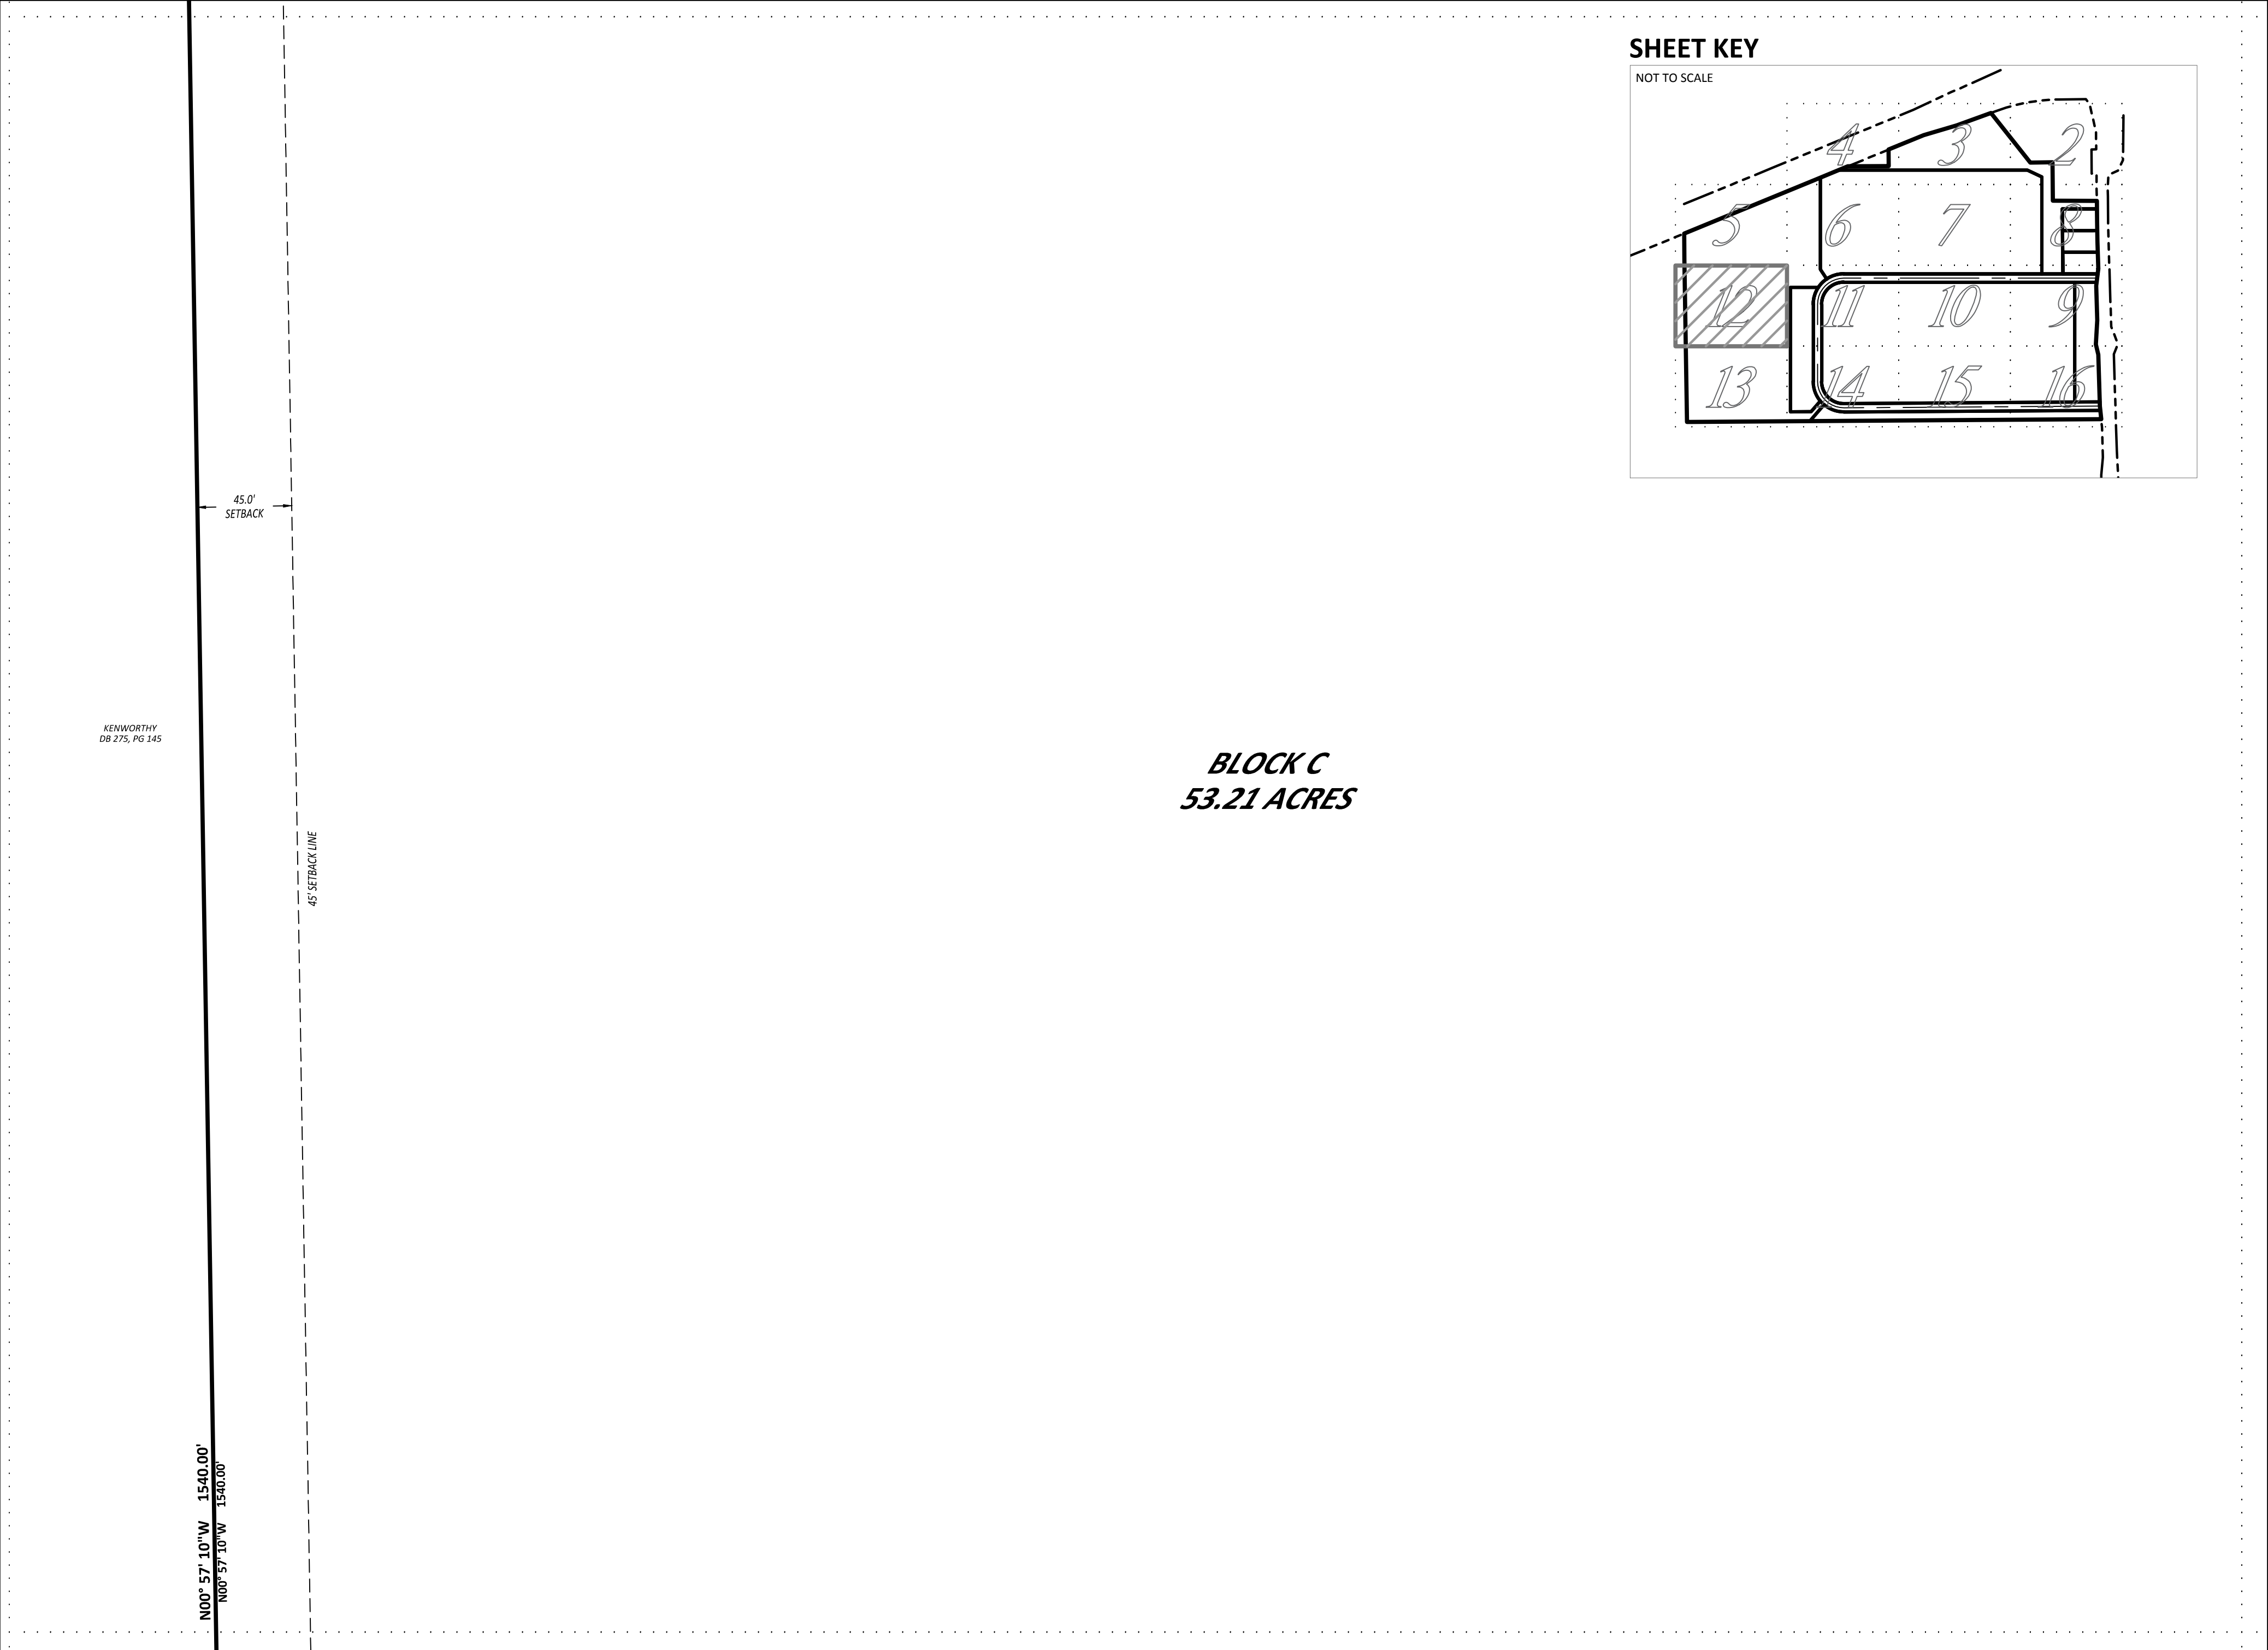 SHEET KEY
NOT TO SCALE
4
3
2
5
6
7
8
12
11
10
9
13
14
15
16
45.0'
SETBACK
KENWORTHY
DB 275, PG 145
BLOCK C
53.21 ACRES
45' SETBACK LINE
N00° 57' 10"W 1540.00'
N00° 57' 10"W 1540.00'